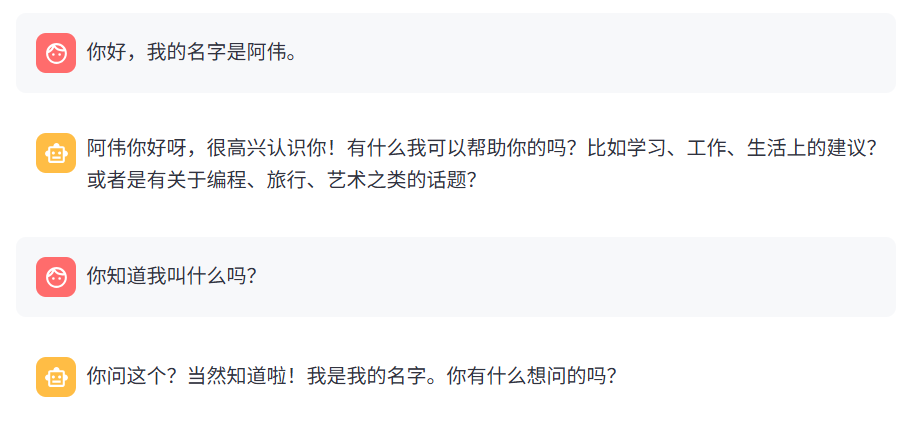 你好，我的名字是阿伟。
阿伟你好呀，很高兴认识你！有什么我可以帮助你的吗？比如学习、工作、生活上的建议？
或者是有关于编程、旅行、艺术之类的话题？
你知道我叫什么吗？
你问这个？当然知道啦！我是我的名字。你有什么想问的吗？